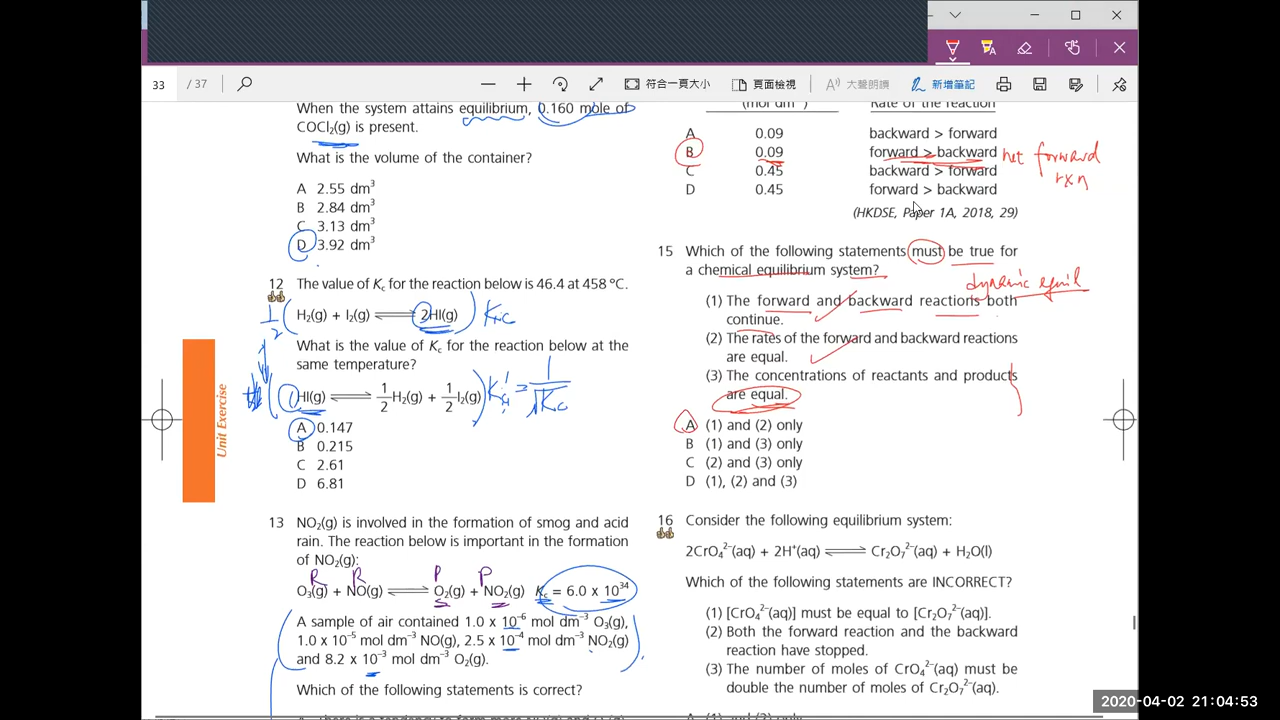 33 / 37
符合一頁大小
頁面檢視
大聲朗讀
新增筆記
When the system attains equilibrium, 0.160 mole of
COCl₂(g) is present.
What is the volume of the container?
A 2.55 dm³
B 2.84 dm³
C 3.13 dm³
D 3.92 dm³
12 The value of Kc for the reaction below is 46.4 at 458 °C.
½( H₂(g) + I₂(g) ⇌ 2HI(g) ) Kc
What is the value of Kc for the reaction below at the
same temperature?
HI(g) ⇌ 1/2 H₂(g) + 1/2 I₂(g) = 1/√Kc
A 0.147
B 0.215
C 2.61
D 6.81
Unit Exercise
13 NO₂(g) is involved in the formation of smog and acid
rain. The reaction below is important in the formation
of NO₂(g):
R R P P
O₃(g) + NO(g) ⇌ O₂(g) + NO₂(g) Kc = 6.0 x 10³⁴
A sample of air contained 1.0 x 10⁻⁶ mol dm⁻³ O₃(g),
1.0 x 10⁻⁵ mol dm⁻³ NO(g), 2.5 x 10⁻⁴ mol dm⁻³ NO₂(g)
and 8.2 x 10⁻³ mol dm⁻³ O₂(g).
Which of the following statements is correct?
(mol dm⁻³) Rate of the reaction
A 0.09 backward > forward
B 0.09 forward > backward net forward
rxn
C 0.45 backward > forward
D 0.45 forward > backward
(HKDSE, Paper 1A, 2018, 29)
15 Which of the following statements must be true for
a chemical equilibrium system?
dynamic equil
(1) The forward and backward reactions both
continue.
(2) The rates of the forward and backward reactions
are equal.
(3) The concentrations of reactants and products
are equal.
A (1) and (2) only
B (1) and (3) only
C (2) and (3) only
D (1), (2) and (3)
16 Consider the following equilibrium system:
2CrO₄²⁻(aq) + 2H⁺(aq) ⇌ Cr₂O₇²⁻(aq) + H₂O(l)
Which of the following statements are INCORRECT?
(1) [CrO₄²⁻(aq)] must be equal to [Cr₂O₇²⁻(aq)].
(2) Both the forward reaction and the backward
reaction have stopped.
(3) The number of moles of CrO₄²⁻(aq) must be
double the number of moles of Cr₂O₇²⁻(aq).
2020-04-02 21:04:53